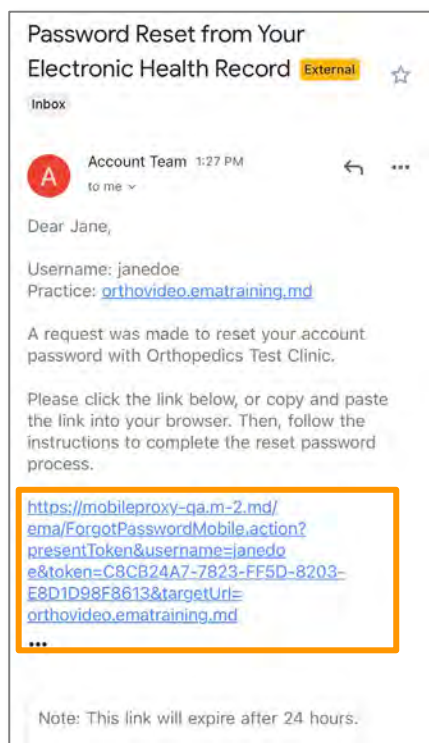 Password Reset from Your
Electronic Health Record External
Inbox
A
Account Team 1:27 PM
to me
Dear Jane,
Username: janedoe
Practice: orthovideo.ematraining.md
A request was made to reset your account
password with Orthopedics Test Clinic.
Please click the link below, or copy and paste
the link into your browser. Then, follow the
instructions to complete the reset password
process.
https://mobileproxy-qa.m-2.md/
ema/ForgotPasswordMobile.action?
presentToken&username=janedo
e&token=C8CB24A7-7823-FF5D-8203-
E8D1D98F8613&targetUrl=
orthovideo.ematraining.md
•••
Note: This link will expire after 24 hours.